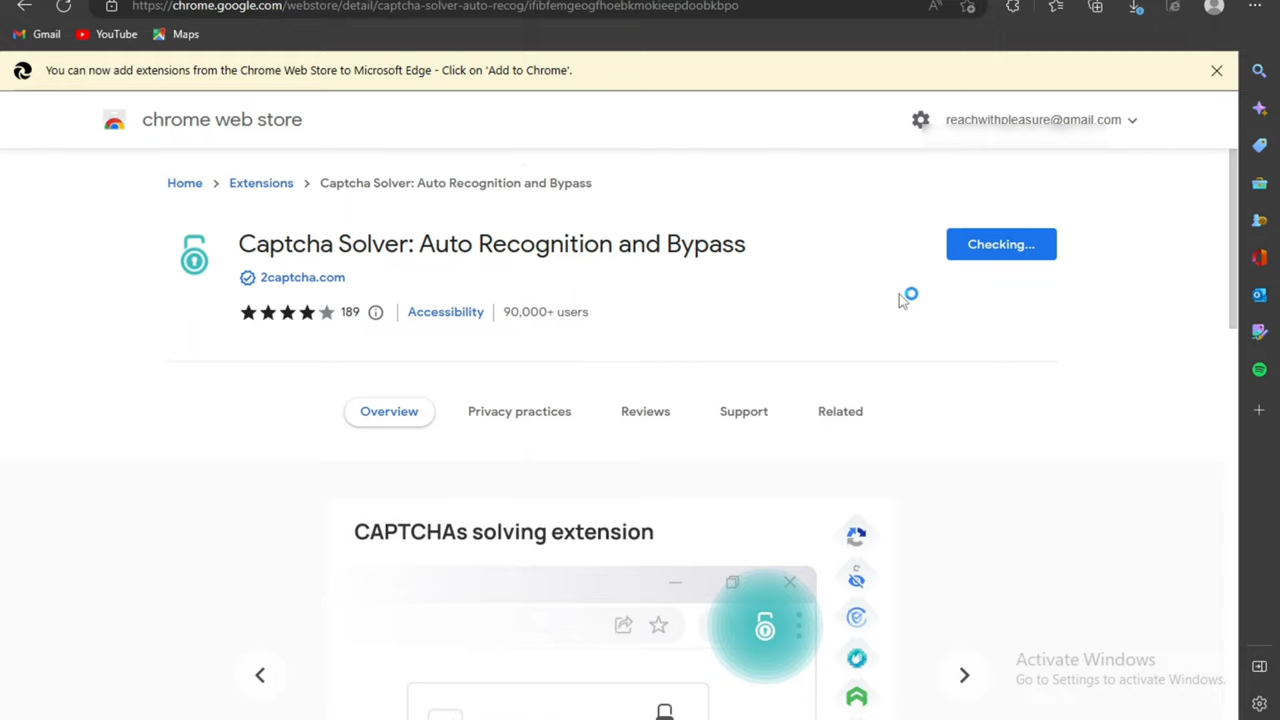 https://chrome.google.com/webstore/detail/captcha-solver-auto-recog/ifibfemgeogfhoebkmokieepdoobkbpo
Gmail YouTube Maps
You can now add extensions from the Chrome Web Store to Microsoft Edge - Click on 'Add to Chrome'.
chrome web store
reachwithpleasure@gmail.com
Home > Extensions > Captcha Solver: Auto Recognition and Bypass
Captcha Solver: Auto Recognition and Bypass
Checking...
2captcha.com
189 Accessibility 90,000+ users
Overview Privacy practices Reviews Support Related
CAPTCHAs solving extension
Activate Windows
Go to Settings to activate Windows.